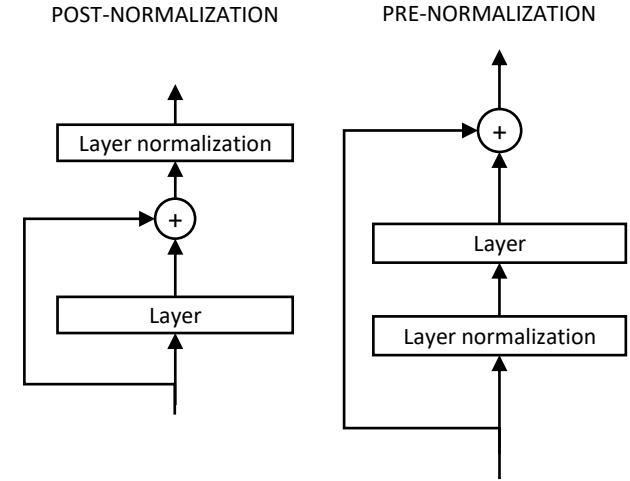 POST-NORMALIZATION
Layer normalization
+
Layer
PRE-NORMALIZATION
+
Layer
Layer normalization